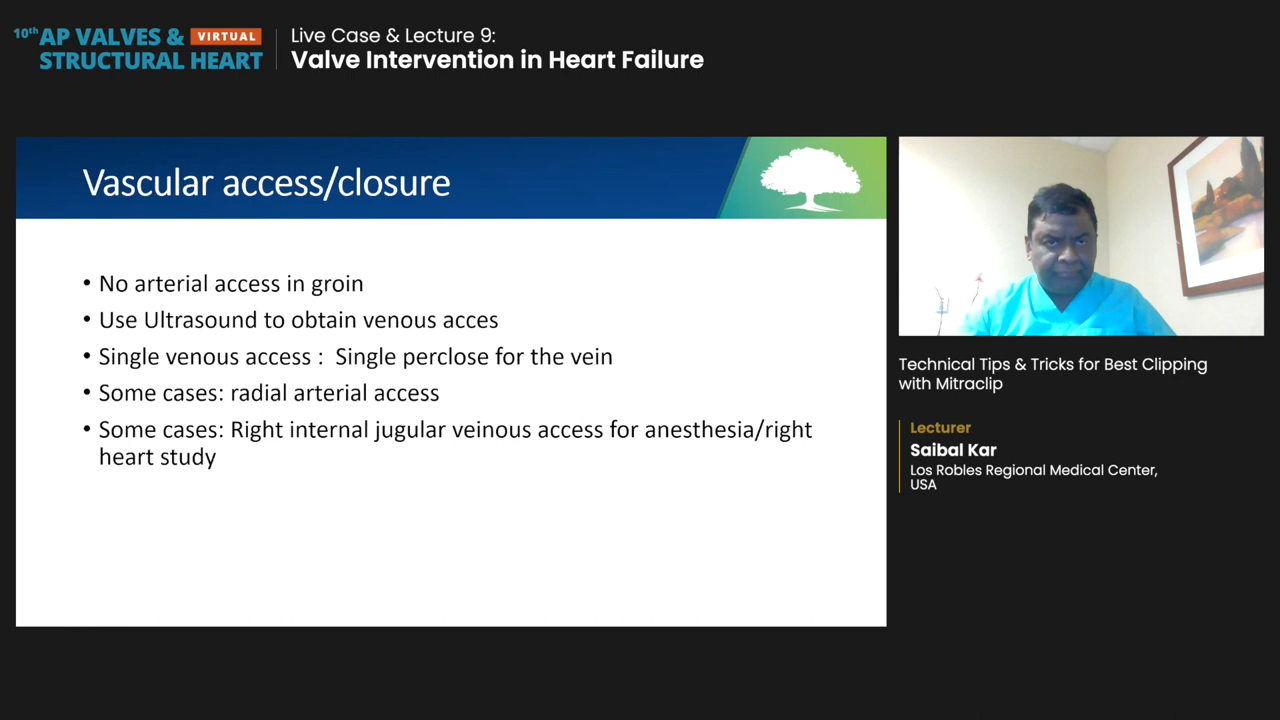 10th AP VALVES & VIRTUAL
STRUCTURAL HEART
Live Case & Lecture 9:
Valve Intervention in Heart Failure
Vascular access/closure
• No arterial access in groin
• Use Ultrasound to obtain venous acces
• Single venous access : Single perclose for the vein
• Some cases: radial arterial access
• Some cases: Right internal jugular veinous access for anesthesia/right
heart study
Technical Tips & Tricks for Best Clipping
with Mitraclip
Lecturer
Saibal Kar
Los Robles Regional Medical Center,
USA